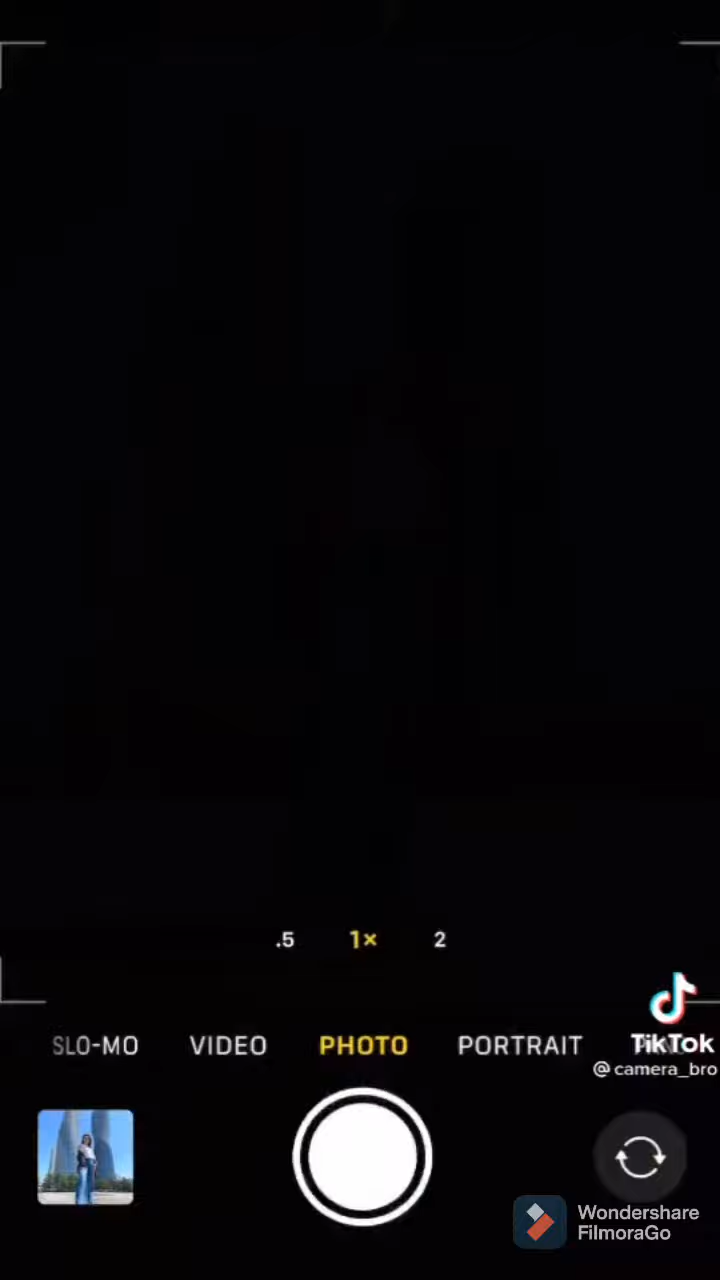 .5 1× 2
SLO-MO VIDEO PHOTO PORTRAIT
TikTok
@camera_bro
Wondershare
FilmoraGo